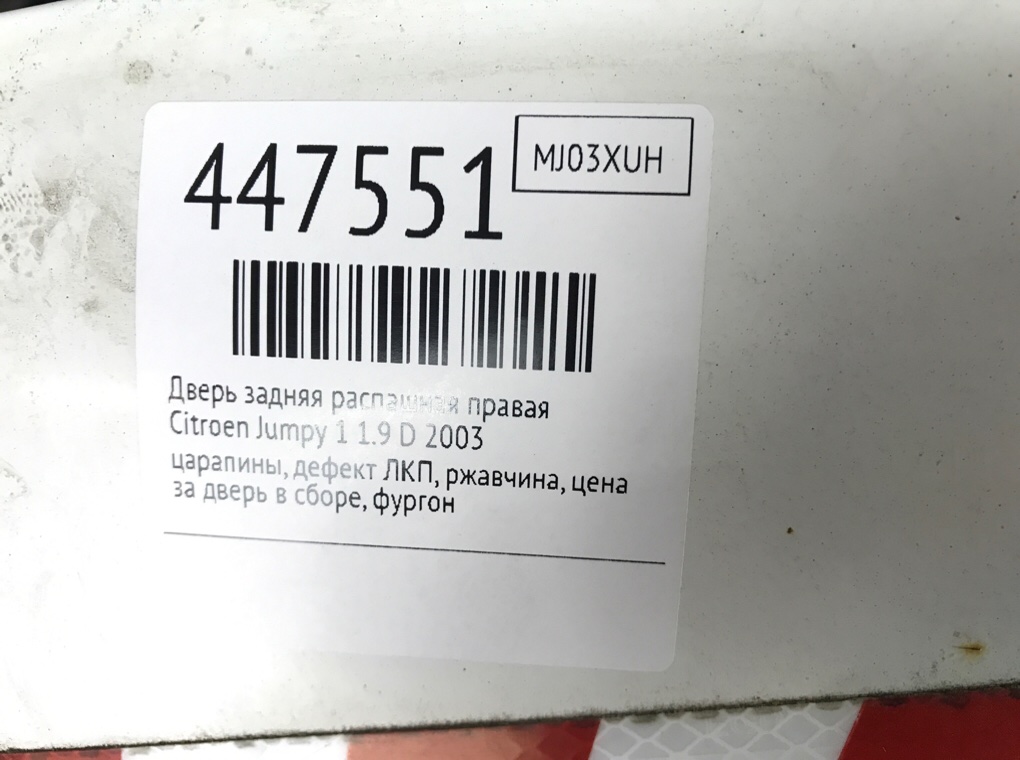 447551
MJ03XUH
Дверь задняя распашная правая
Citroen Jumpy 1 1.9 D 2003
царапины, дефект ЛКП, ржавчина, цена
за дверь в сборе, фургон